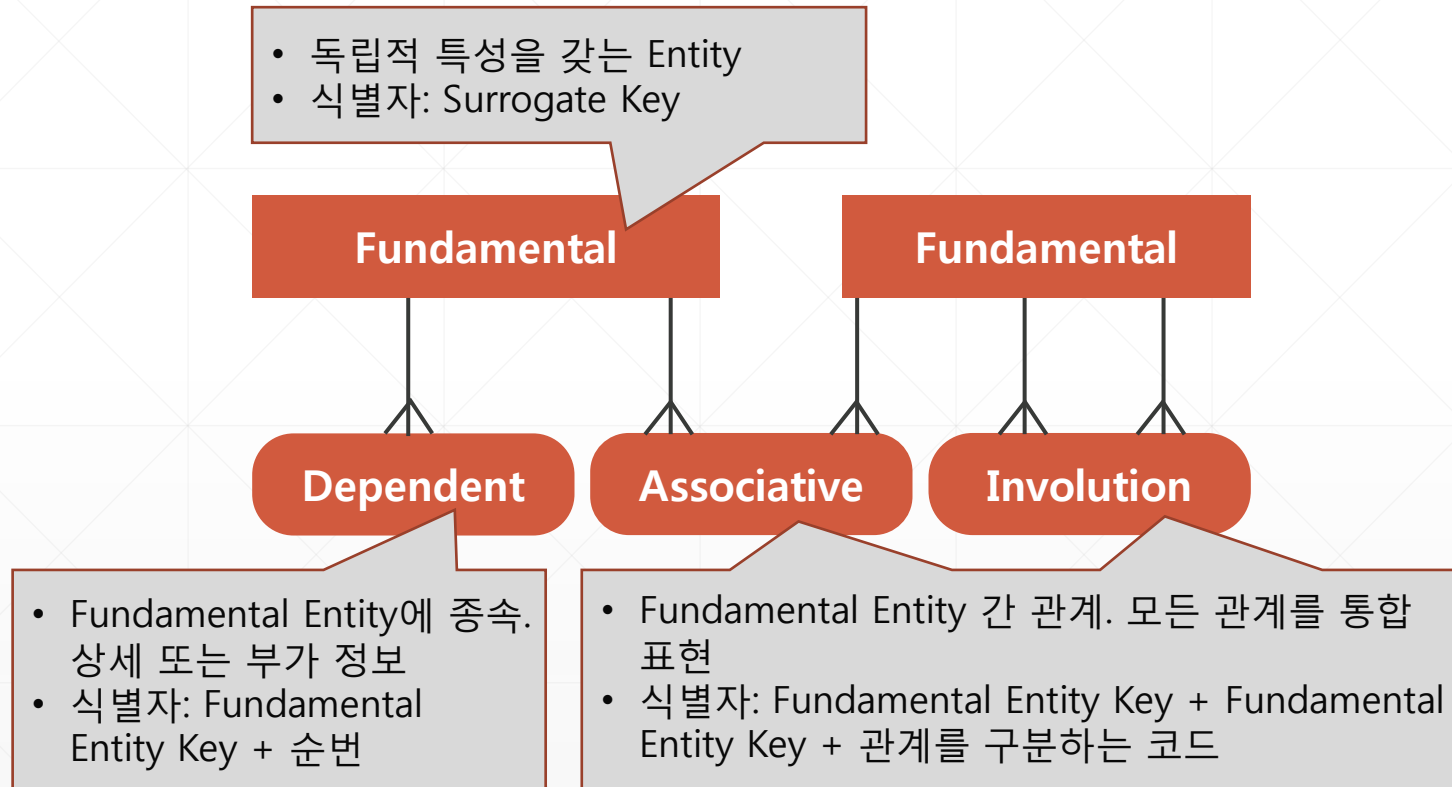 • 독립적 특성을 갖는 Entity
• 식별자: Surrogate Key
Fundamental
Fundamental
Dependent
Associative
Involution
• Fundamental Entity에 종속.
상세 또는 부가 정보
• 식별자: Fundamental
Entity Key + 순번
• Fundamental Entity 간 관계. 모든 관계를 통합
표현
• 식별자: Fundamental Entity Key + Fundamental
Entity Key + 관계를 구분하는 코드